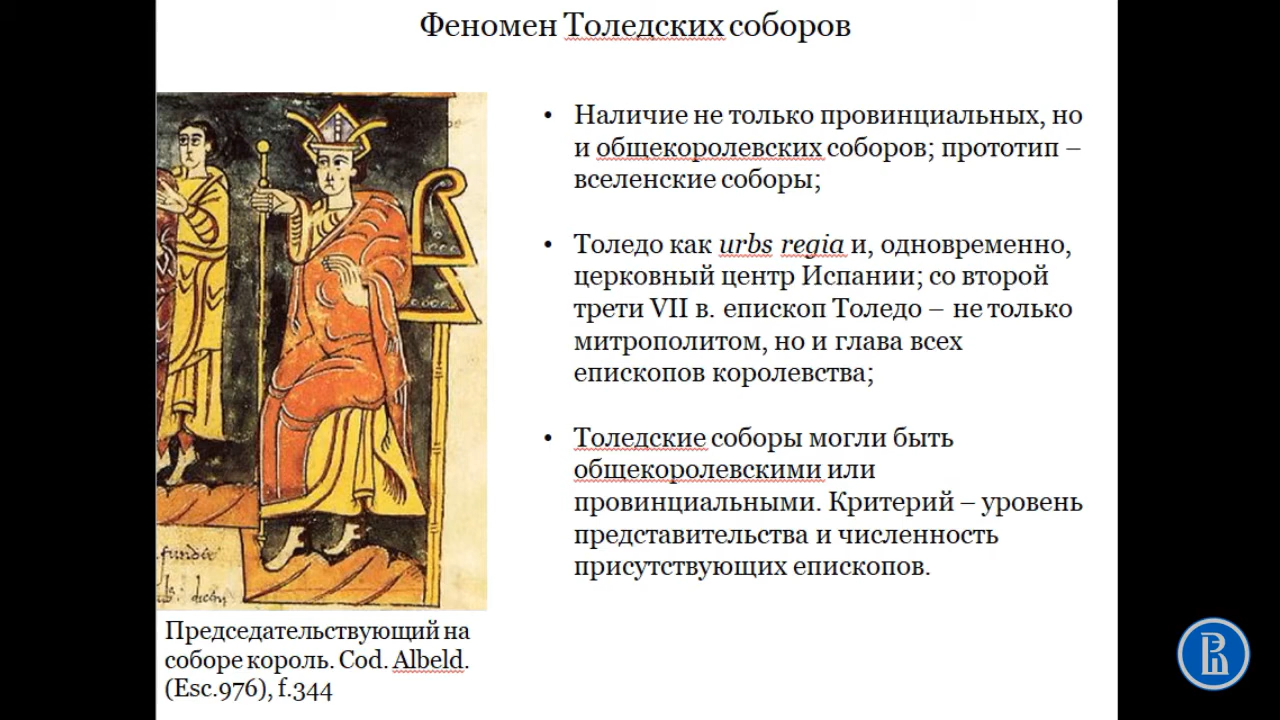 Феномен Толедских соборов
• Наличие не только провинциальных, но
и общекоролевских соборов; прототип –
вселенские соборы;
• Толедо как urbs regia и, одновременно,
церковный центр Испании; со второй
трети VII в. епископ Толедо – не только
митрополитом, но и глава всех
епископов королевства;
• Толедские соборы могли быть
общекоролевскими или
провинциальными. Критерий – уровень
представительства и численность
присутствующих епископов.
Председательствующий на
соборе король. Cod. Albeld.
(Esc.976), f.344